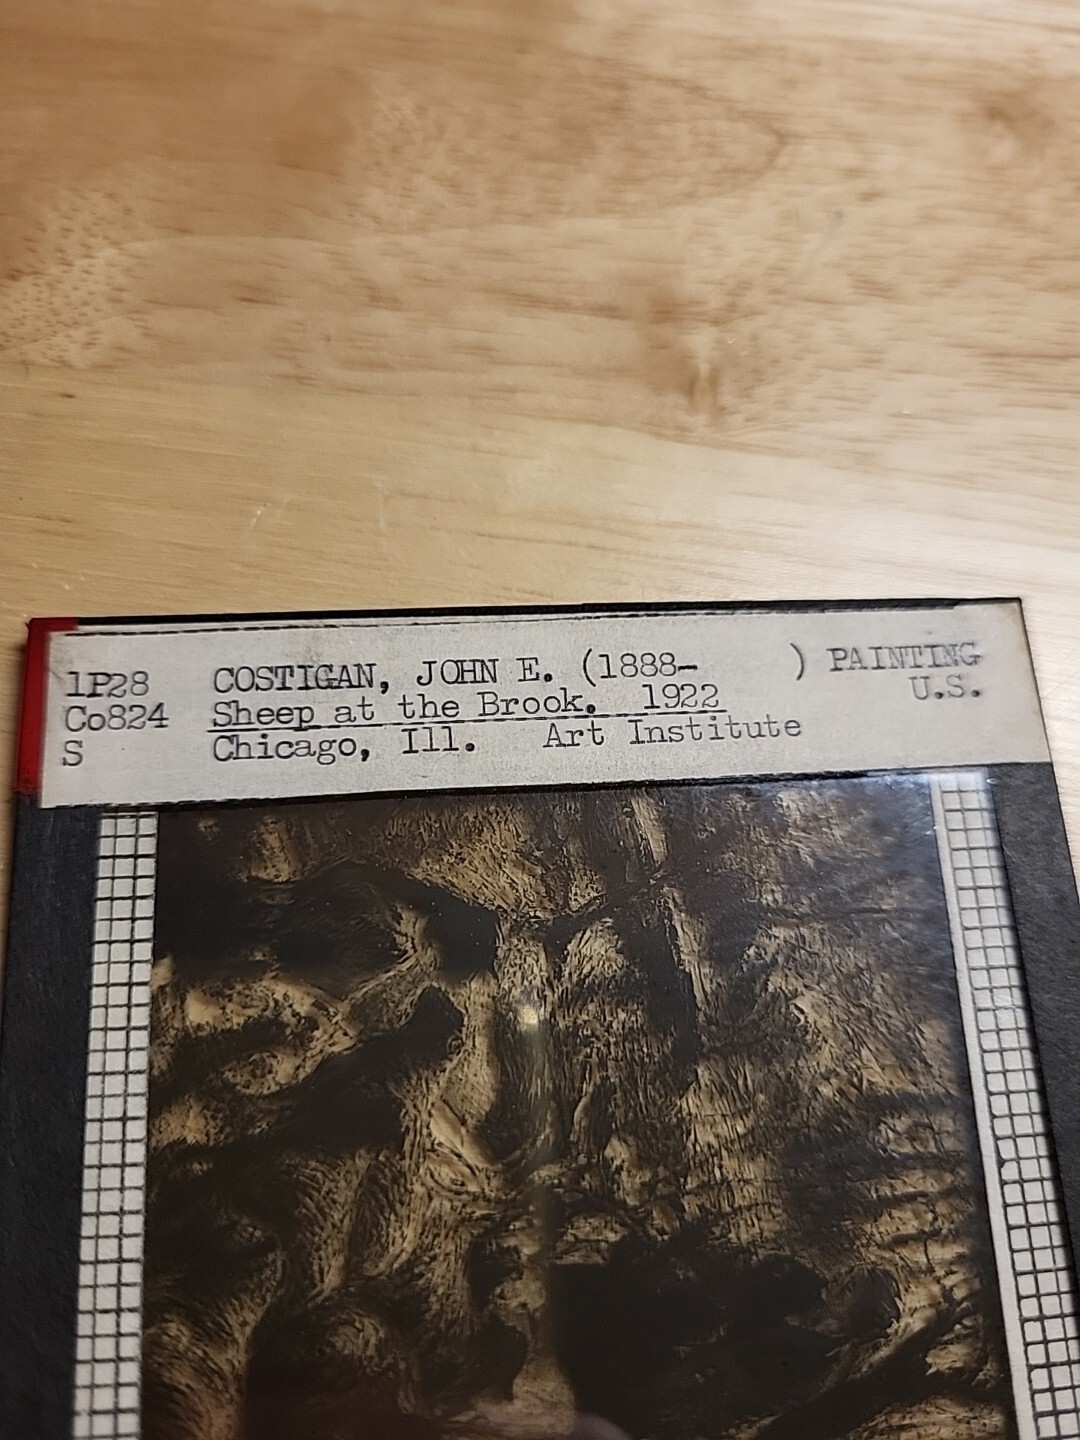 1P28 COSTIGAN, JOHN E. (1888- ) PAINTING
Co824 Sheep at the Brook. 1922 U.S.
S Chicago, Ill. Art Institute